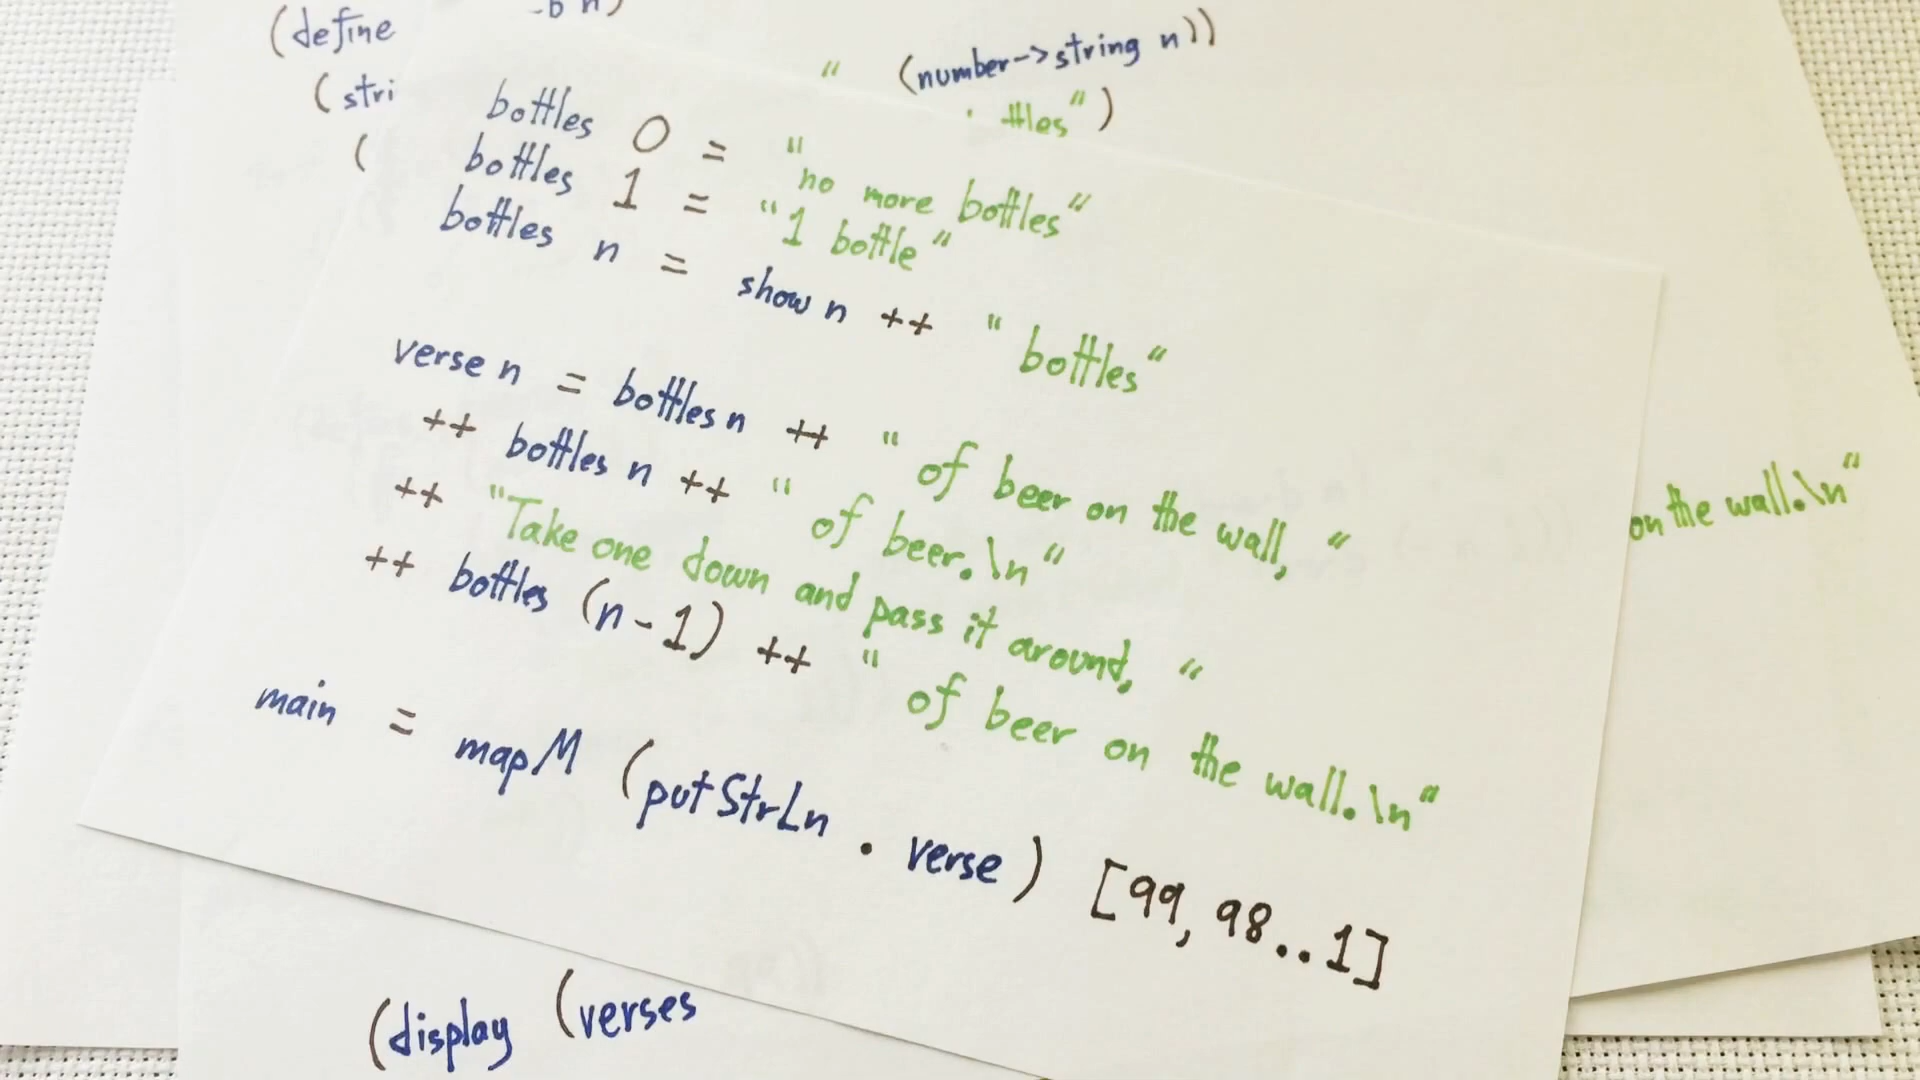 (define
(number->string n))
(stri
ttles")
(
bottles 0 = "no more bottles"
bottles 1 = "1 bottle"
bottles n = show n ++ " bottles"
verse n = bottles n ++ " of beer on the wall, "
++ bottles n ++ " of beer.\n"
++ "Take one down and pass it around, "
++ bottles (n-1) ++ " of beer on the wall.\n"
main = mapM (putStrLn . verse) [99,98..1]
on the wall.\n"
(display (verses